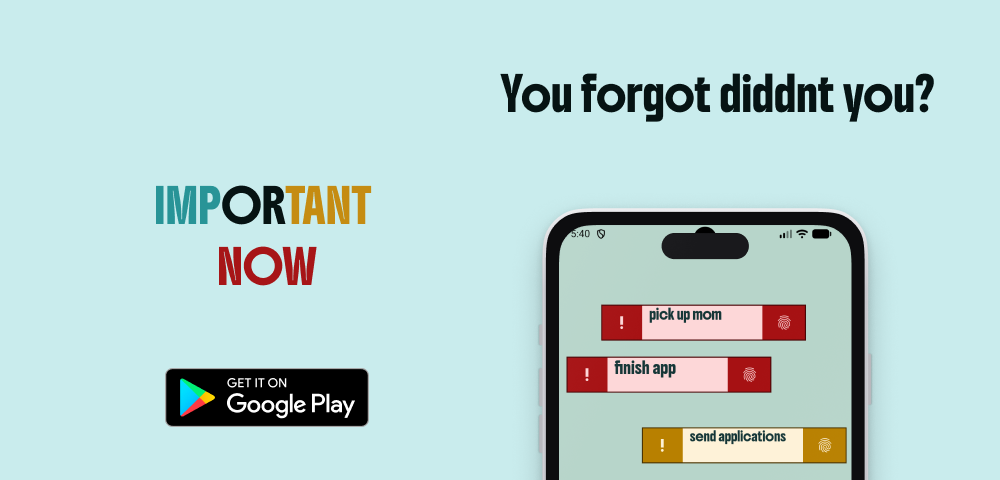 You forgot diddnt you?
IMPORTANT
NOW
GET IT ON
Google Play
5:40
!
pick up mom
!
finish app
!
send applications